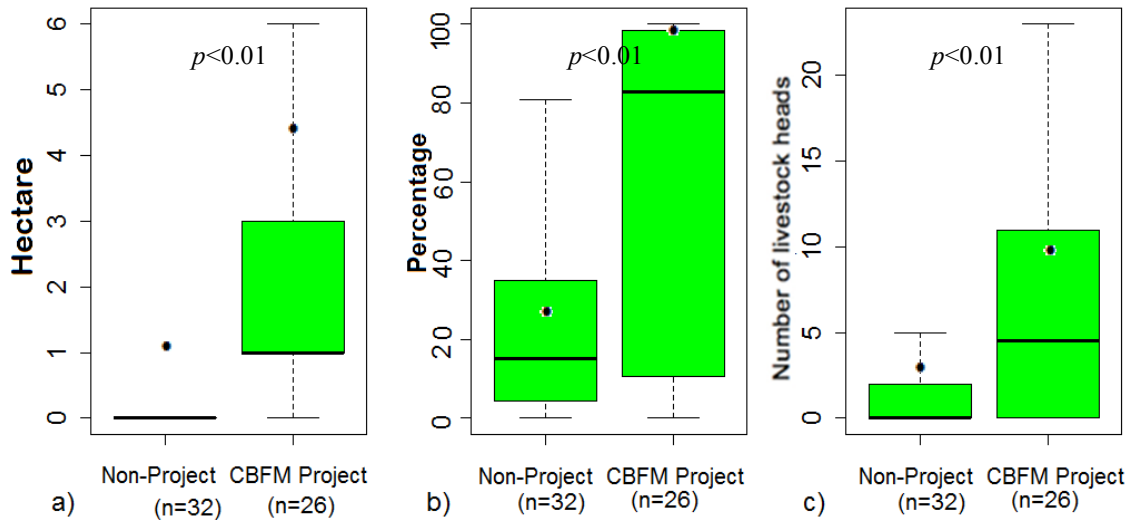 6
5
4
3
2
1
0
Hectare
p<0.01
Non-Project
(n=32)
CBFM Project
(n=26)
a)
100
80
60
40
20
0
Percentage
p<0.01
Non-Project
(n=32)
CBFM Project
(n=26)
b)
20
15
10
5
0
Number of livestock heads
p<0.01
Non-Project
(n=32)
CBFM Project
(n=26)
c)